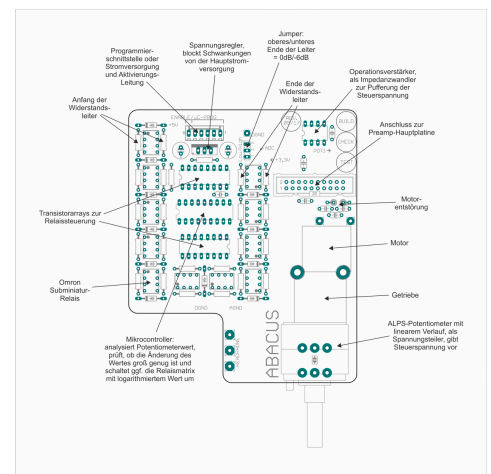 Programmier-
schnittstelle oder
Stromversorgung
und Aktivierungs-
Leitung
Spannungsregler,
blockt Schwankungen
von der Hauptstrom-
versorgung
Jumper:
oberes/unteres
Ende der Leiter
= 0dB/-6dB
Anfang der
Widerstands-
leiter
Ende der
Widerstands-
leiter
Operationsverstärker,
als Impedanzwandler
zur Pufferung der
Steuerspannung
Anschluss zur
Preamp-Hauptplatine
Transistorarrays zur
Relaissteuerung
Motor-
entstörung
Motor
Omron
Subminiatur-
Relais
Getriebe
Mikrocontroller:
analysiert Potentiometerwert,
prüft, ob die Änderung des
Wertes groß genug ist und
schaltet ggf. die Relaismatrix
mit logarithmiertem Wert um
ALPS-Potentiometer mit
linearem Verlauf, als
Spannungsteiler, gibt
Steuerspannung vor
+5V
BUILD
CHECK
TEST
POTI
ABACUS